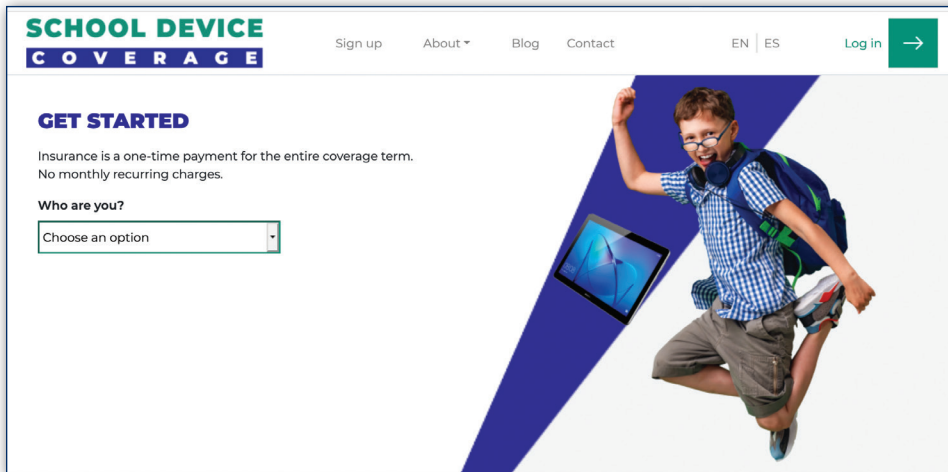 SCHOOL DEVICE
COVERAGE
Sign up
About
Blog
Contact
EN
ES
Log in
GET STARTED
Insurance is a one-time payment for the entire coverage term.
No monthly recurring charges.
Who are you?
Choose an option